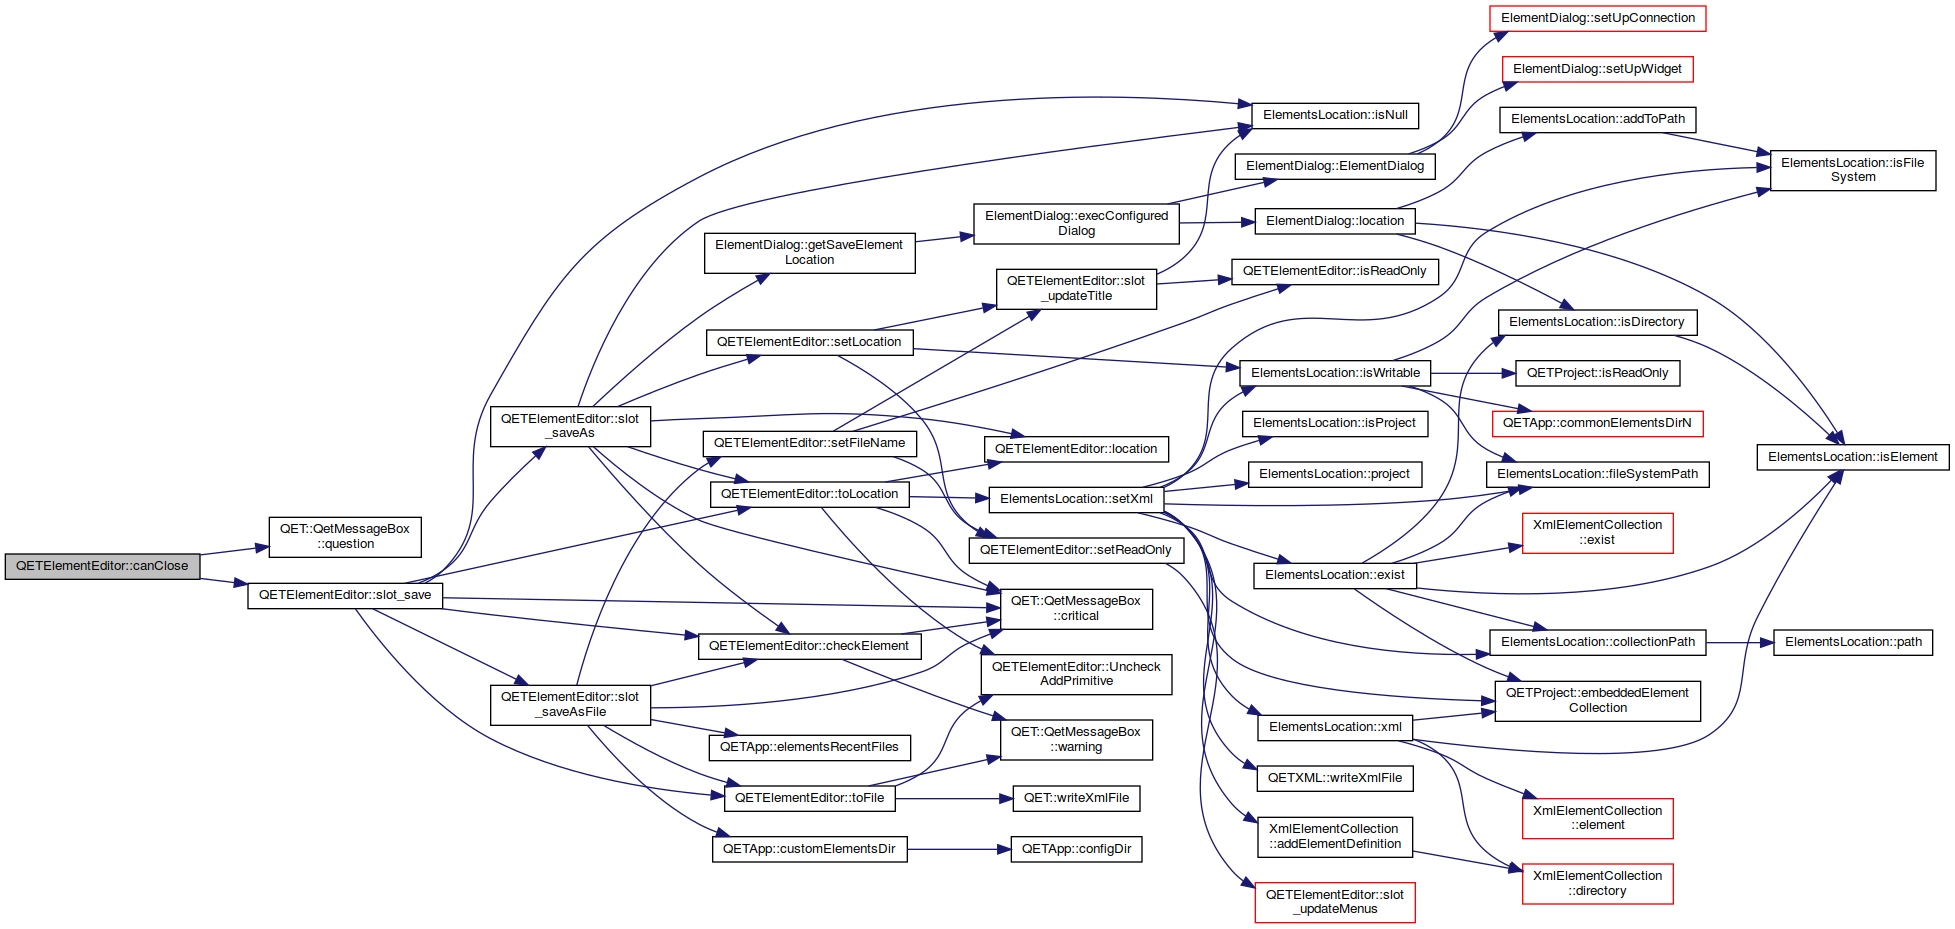 QETElementEditor::canClose
QET::QetMessageBox
::question
QETElementEditor::slot_save
QETElementEditor::slot
_saveAs
QETElementEditor::slot
_saveAsFile
ElementDialog::getSaveElement
Location
QETElementEditor::setLocation
QETElementEditor::setFileName
QETElementEditor::toLocation
QETElementEditor::checkElement
QETApp::elementsRecentFiles
QETElementEditor::toFile
QETApp::customElementsDir
ElementDialog::execConfigured
Dialog
QETElementEditor::slot
_updateTitle
QETElementEditor::location
ElementsLocation::setXml
QETElementEditor::setReadOnly
QET::QetMessageBox
::critical
QETElementEditor::Uncheck
AddPrimitive
QET::QetMessageBox
::warning
QET::writeXmlFile
QETApp::configDir
ElementsLocation::isNull
ElementDialog::ElementDialog
ElementDialog::location
QETElementEditor::isReadOnly
ElementsLocation::isWritable
ElementsLocation::isProject
ElementsLocation::project
ElementsLocation::exist
ElementsLocation::xml
QETXML::writeXmlFile
XmlElementCollection
::addElementDefinition
QETElementEditor::slot
_updateMenus
ElementDialog::setUpConnection
ElementDialog::setUpWidget
ElementsLocation::addToPath
ElementsLocation::isDirectory
QETProject::isReadOnly
QETApp::commonElementsDirN
ElementsLocation::fileSystemPath
XmlElementCollection
::exist
ElementsLocation::collectionPath
QETProject::embeddedElement
Collection
XmlElementCollection
::element
XmlElementCollection
::directory
ElementsLocation::isFile
System
ElementsLocation::isElement
ElementsLocation::path